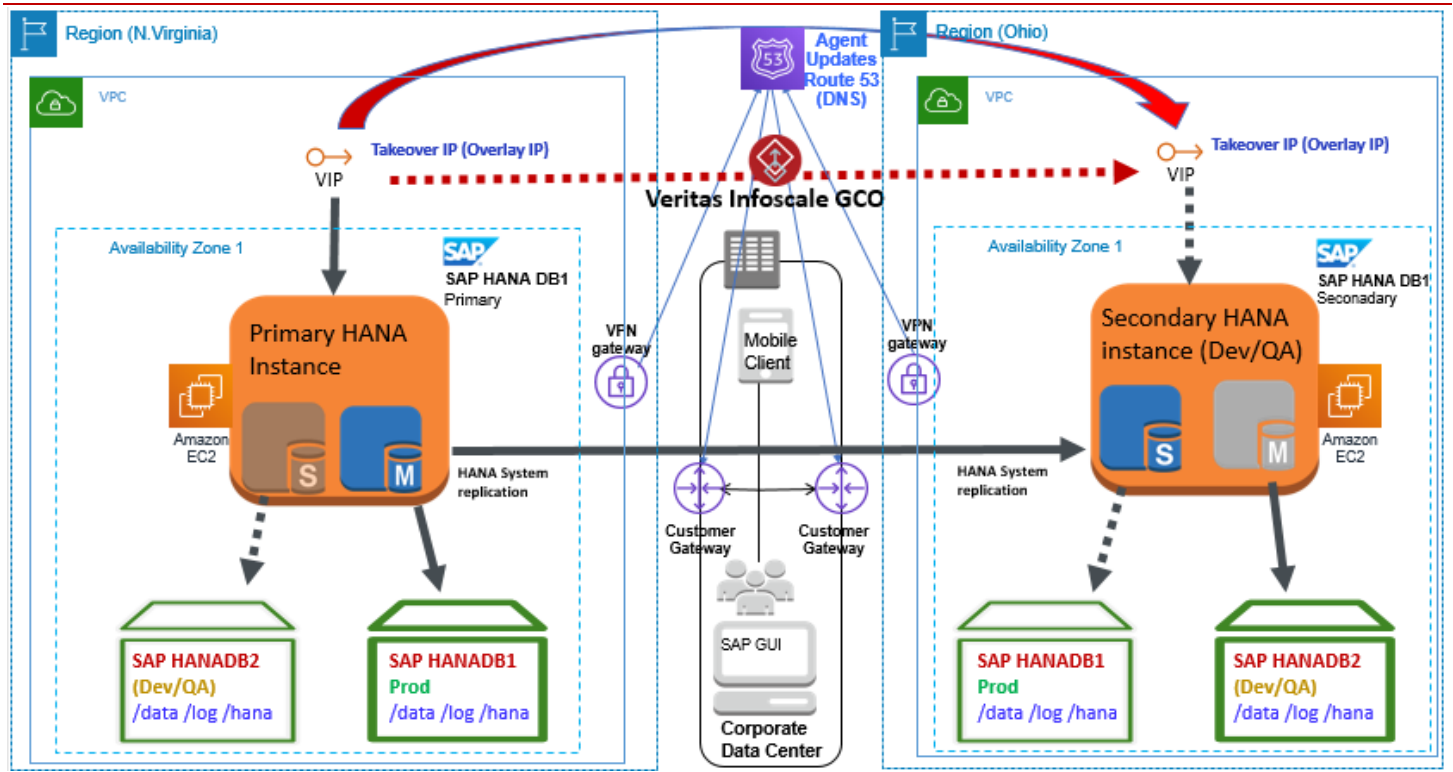 Region (N.Virginia)
VPC
Takeover IP (Overlay IP)
VIP
Availability Zone 1
SAP
SAP HANA DB1
Primary
Primary HANA
Instance
Amazon
EC2
S
M
HANA System
replication
SAP HANADB2
(Dev/QA)
/data /log /hana
SAP HANADB1
Prod
/data /log /hana
53
Agent
Updates
Route 53
(DNS)
Veritas Infoscale GCO
VPN
gateway
Mobile
Client
VPN
gateway
Customer
Gateway
Customer
Gateway
SAP GUI
Corporate
Data Center
Region (Ohio)
VPC
Takeover IP (Overlay IP)
VIP
Availability Zone 1
SAP
SAP HANA DB1
Seconadary
Secondary HANA
instance (Dev/QA)
S
M
Amazon
EC2
HANA System
replication
SAP HANADB1
Prod
/data /log /hana
SAP HANADB2
(Dev/QA)
/data /log /hana